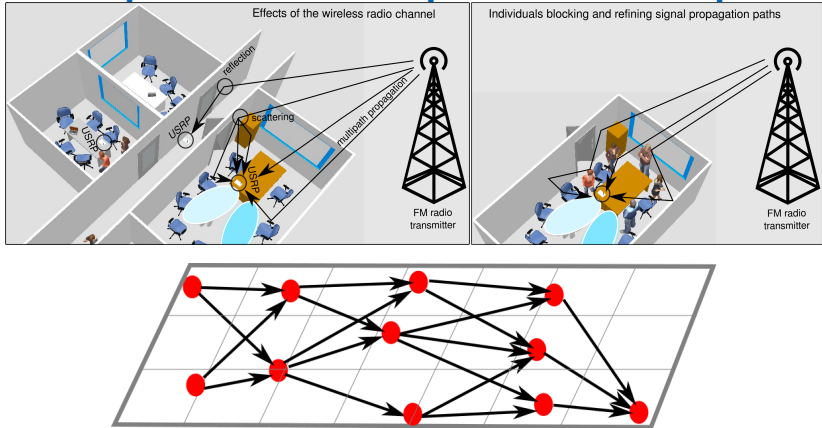 Effects of the wireless radio channel
reflection
USRP
USRP
scattering
multipath propagation
USRP
FM radio
transmitter
Individuals blocking and refining signal propagation paths
FM radio
transmitter